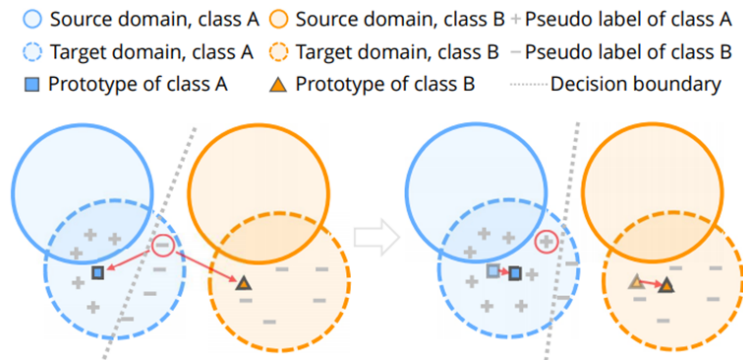 Source domain, class A Source domain, class B + Pseudo label of class A
Target domain, class A Target domain, class B − Pseudo label of class B
Prototype of class A Prototype of class B Decision boundary